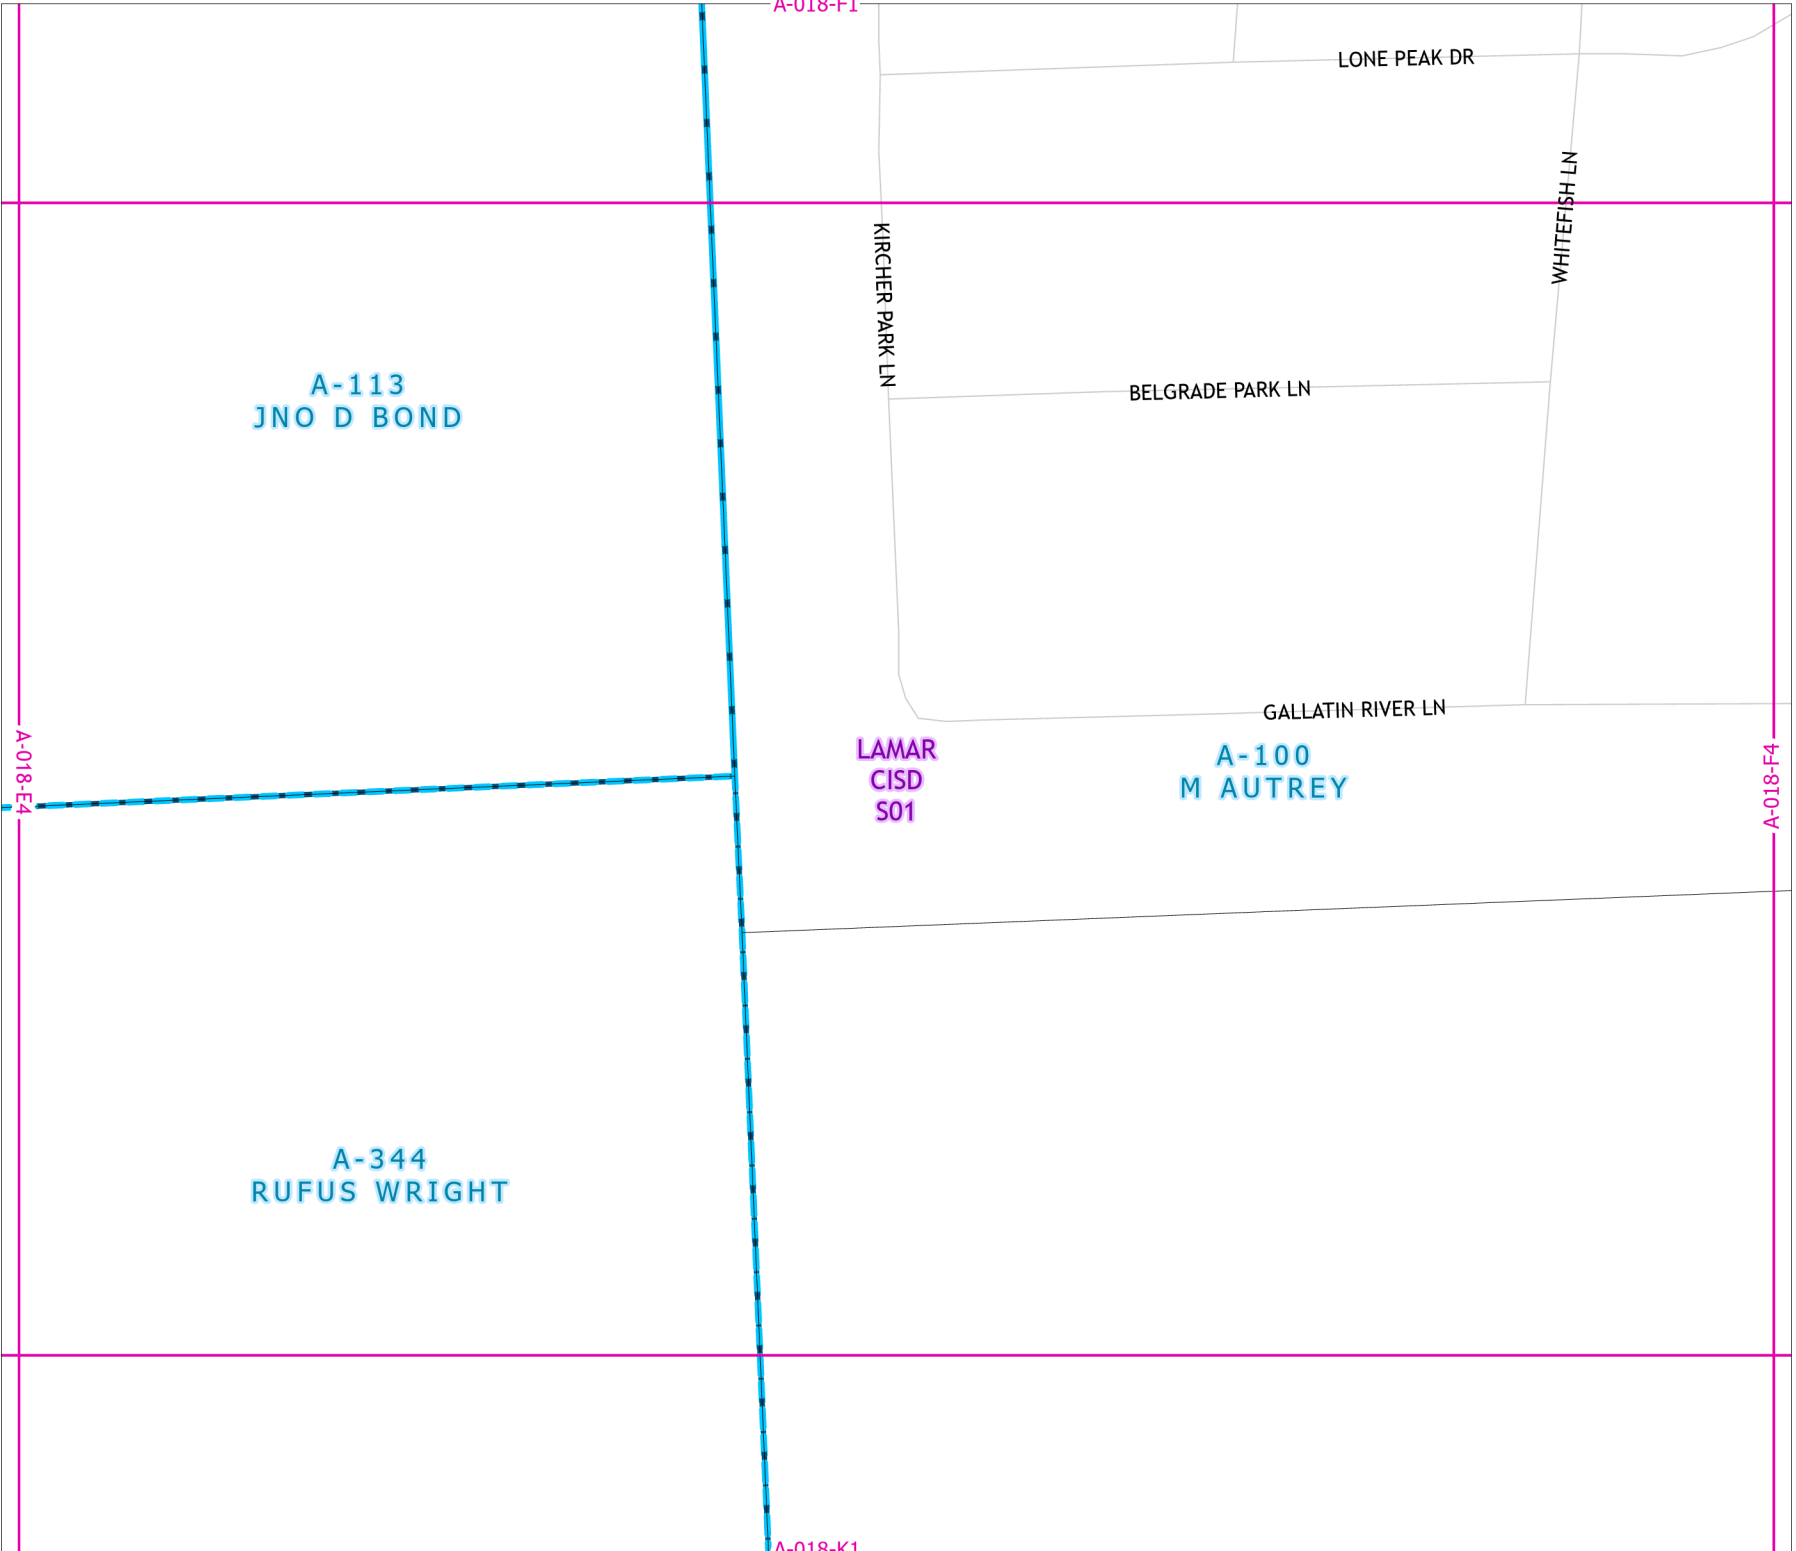 A-018-F1
LONE PEAK DR
WHITEFISH LN
KIRCHER PARK LN
A-113
JNO D BOND
BELGRADE PARK LN
GALLATIN RIVER LN
A-018-E4
LAMAR
CISD
S01
A-100
M AUTREY
A-018-F4
A-344
RUFUS WRIGHT
A-018-K1